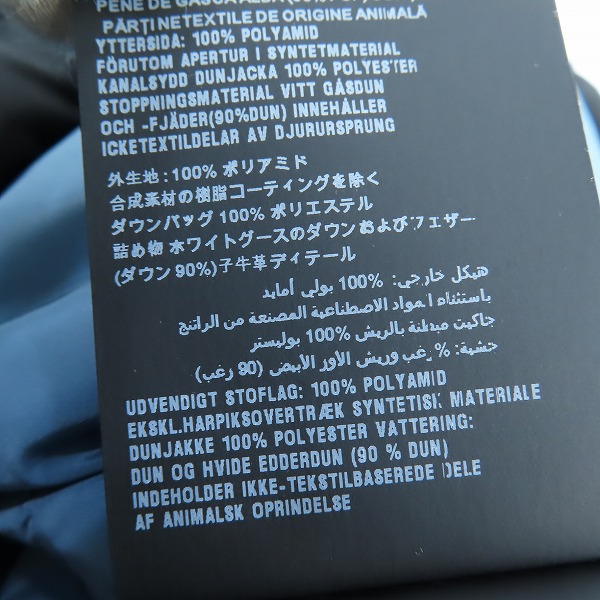 PENE DE GASCA ALBA
PĂRȚI NETEXTILE DE ORIGINE ANIMALĂ
YTTERSIDA: 100% POLYAMID
FÖRUTOM APERTUR I SYNTETMATERIAL
KANALSYDD DUNJACKA 100% POLYESTER
STOPPNINGSMATERIAL VITT GÅSDUN
OCH -FJÄDER(90%DUN) INNEHÅLLER
ICKETEXTILDELAR AV DJURURSPRUNG
外生地:100% ポリアミド
合成素材の樹脂コーティングを除く
ダウンバッグ 100% ポリエステル
詰め物 ホワイトグースのダウンおよびフェザー
(ダウン 90%)子牛革ディテール
هيكل خارجي: %100 بولي أمايد
باستثناء المواد الاصطناعية المصنعة من الراتنج
جاكيت مبطنة بالريش %100 بوليستر
حشية: % زغب وريش الأوز الأبيض (90 زغب)
UDVENDIGT STOFLAG: 100% POLYAMID
EKSKL.HARPIKSOVERTRÆK SYNTETISK MATERIALE
DUNJAKKE 100% POLYESTER VATTERING:
DUN OG HVIDE EDDERDUN (90 % DUN)
INDEHOLDER IKKE-TEKSTILBASEREDE DELE
AF ANIMALSK OPRINDELSE